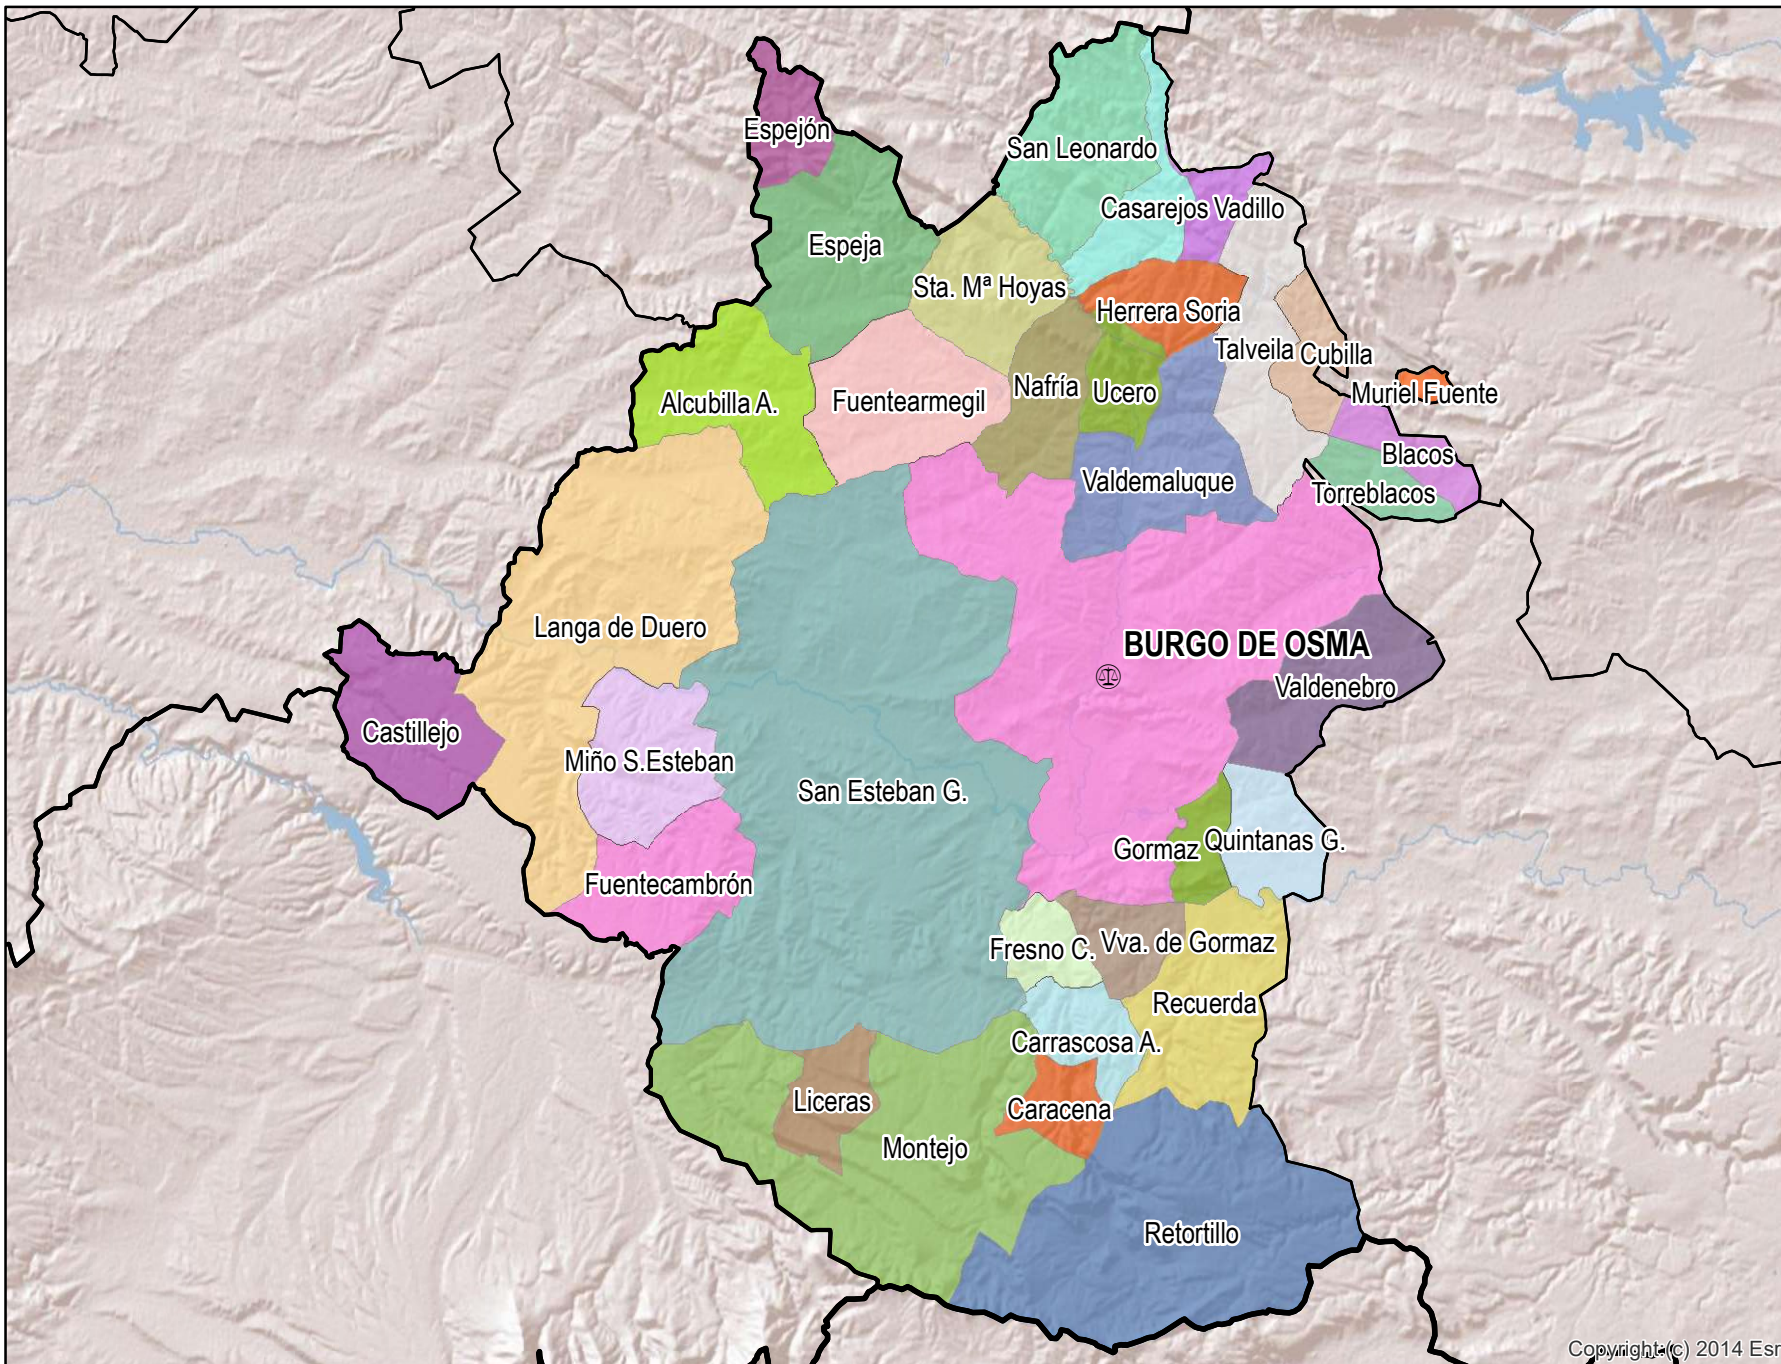 Espejón
San Leonardo
Casarejos
Vadillo
Espeja
Sta. Mª Hoyas
Herrera Soria
Talveila
Cubilla
Muriel Fuente
Nafría
Ucero
Alcubilla A.
Fuentearmegil
Blacos
Valdemaluque
Torreblacos
Langa de Duero
BURGO DE OSMA
Valdenebro
Castillejo
Miño S.Esteban
San Esteban G.
Gormaz
Quintanas G.
Fuentecambrón
Fresno C.
Vva. de Gormaz
Recuerda
Carrascosa A.
Liceras
Caracena
Montejo
Retortillo
Copyright:(c) 2014 Esr